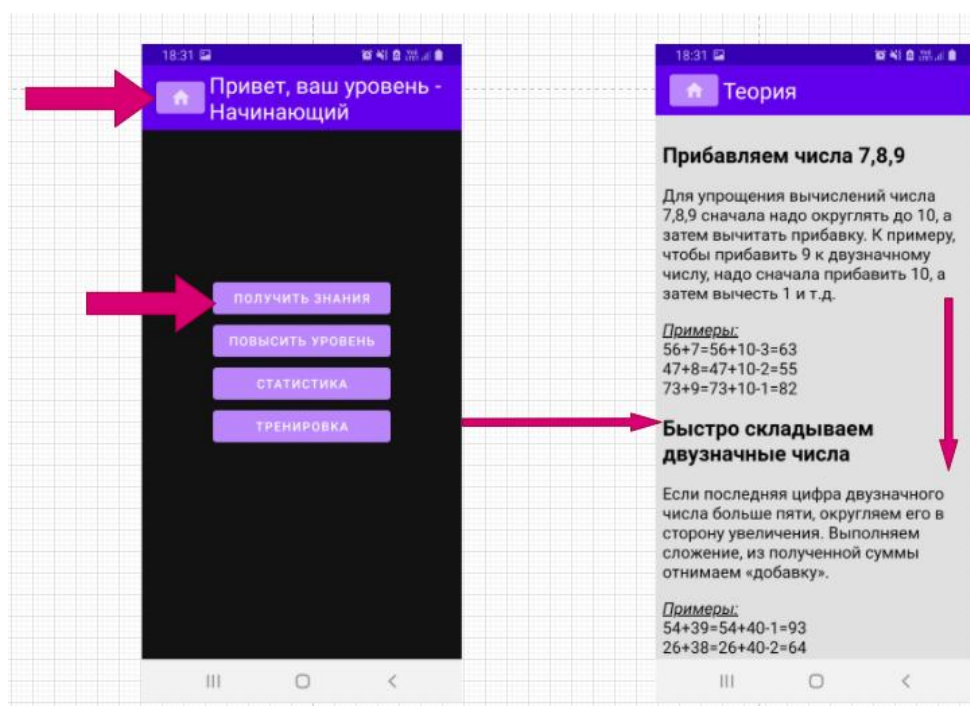 18:31
Привет, ваш уровень -
Начинающий
ПОЛУЧИТЬ ЗНАНИЯ
ПОВЫСИТЬ УРОВЕНЬ
СТАТИСТИКА
ТРЕНИРОВКА
18:31
Теория
Прибавляем числа 7,8,9
Для упрощения вычислений числа
7,8,9 сначала надо округлять до 10, а
затем вычитать прибавку. К примеру,
чтобы прибавить 9 к двузначному
числу, надо сначала прибавить 10, а
затем вычесть 1 и т.д.
Примеры:
56+7=56+10-3=63
47+8=47+10-2=55
73+9=73+10-1=82
Быстро складываем
двузначные числа
Если последняя цифра двузначного
числа больше пяти, округляем его в
сторону увеличения. Выполняем
сложение, из полученной суммы
отнимаем «добавку».
Примеры:
54+39=54+40-1=93
26+38=26+40-2=64